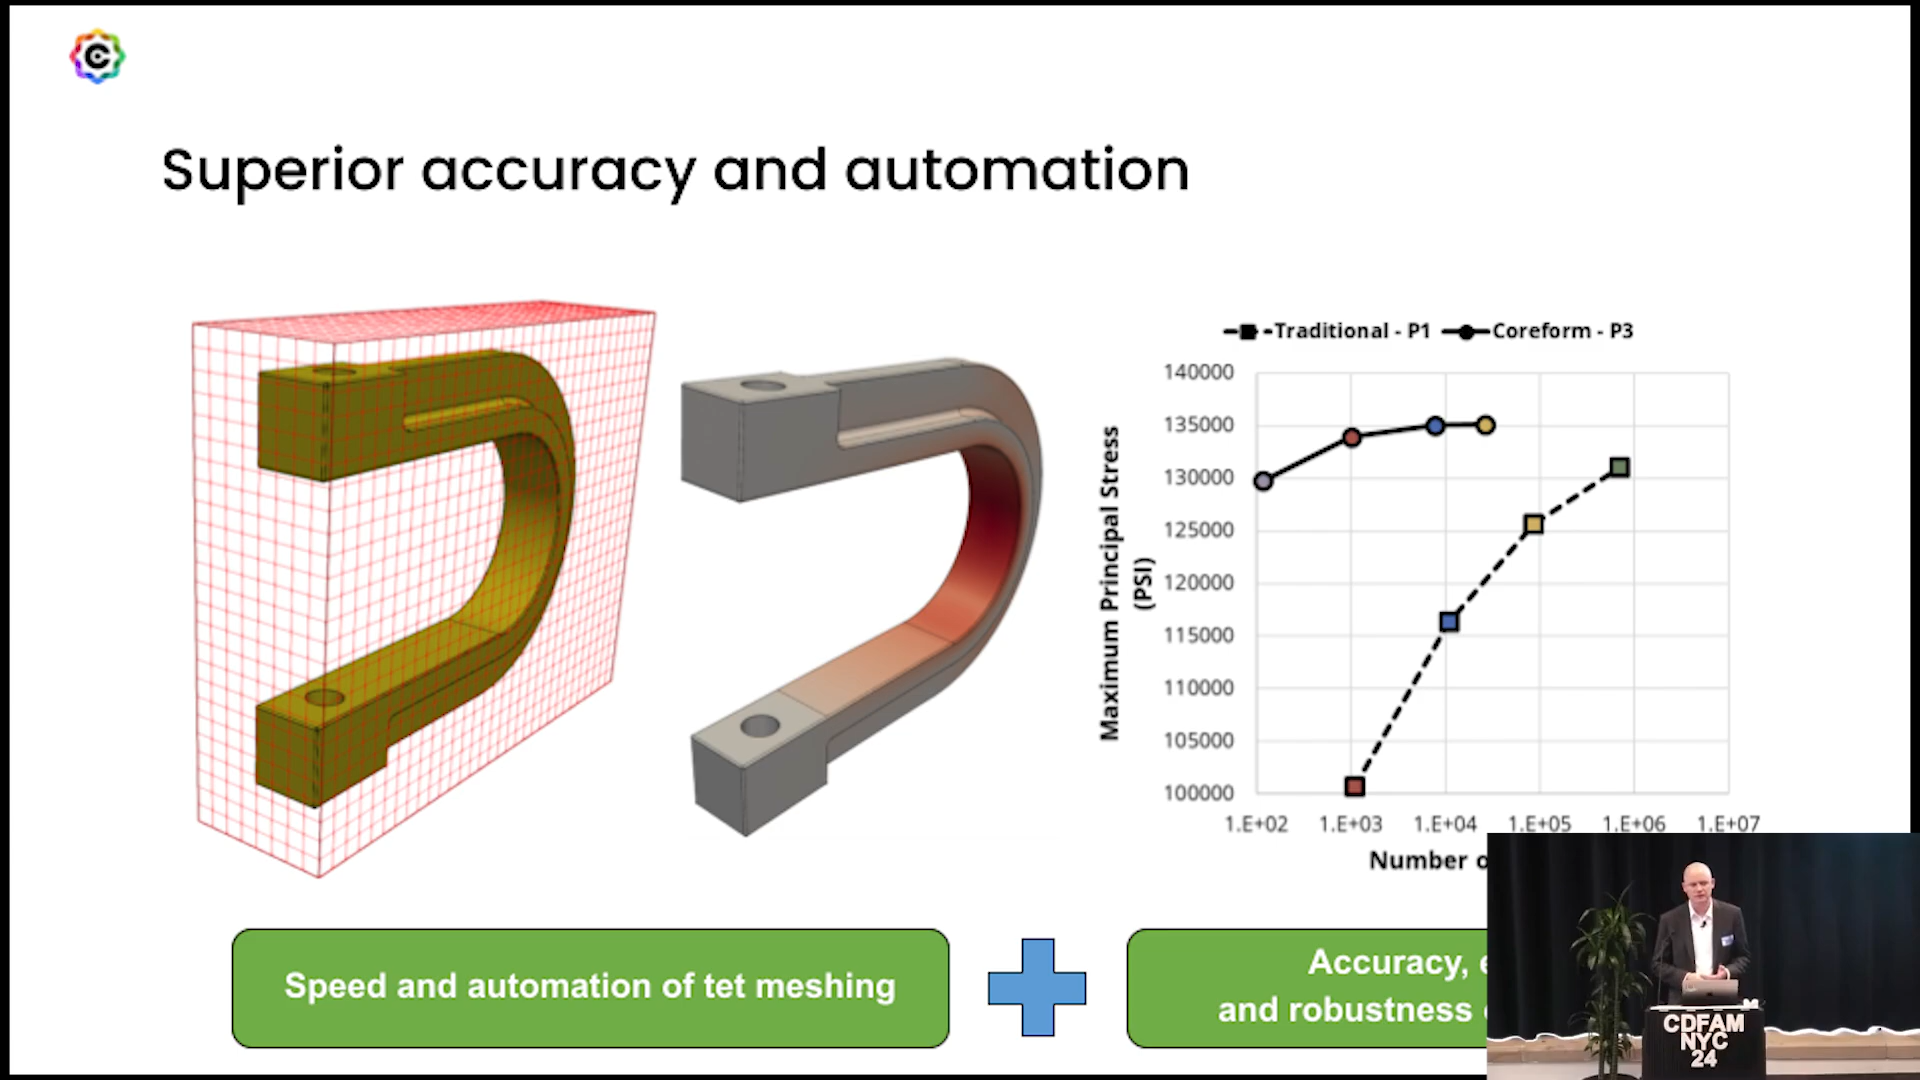 C
Superior accuracy and automation
Traditional - P1 Coreform - P3
140000
135000
130000
125000
120000
115000
110000
105000
100000
Maximum Principal Stress
(PSI)
1.E+02 1.E+03 1.E+04 1.E+05 1.E+06 1.E+07
Number
Speed and automation of tet meshing
Accuracy,
and robustness
CDFAM
NYC
24